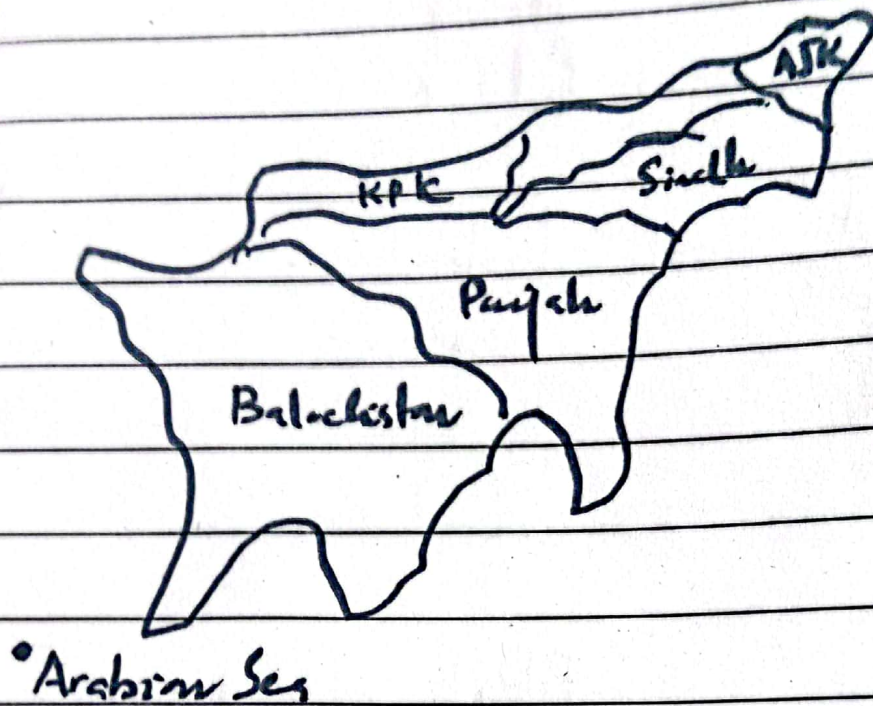 AJK
Sindh
KPK
Punjab
Balochistan
Arabian Sea